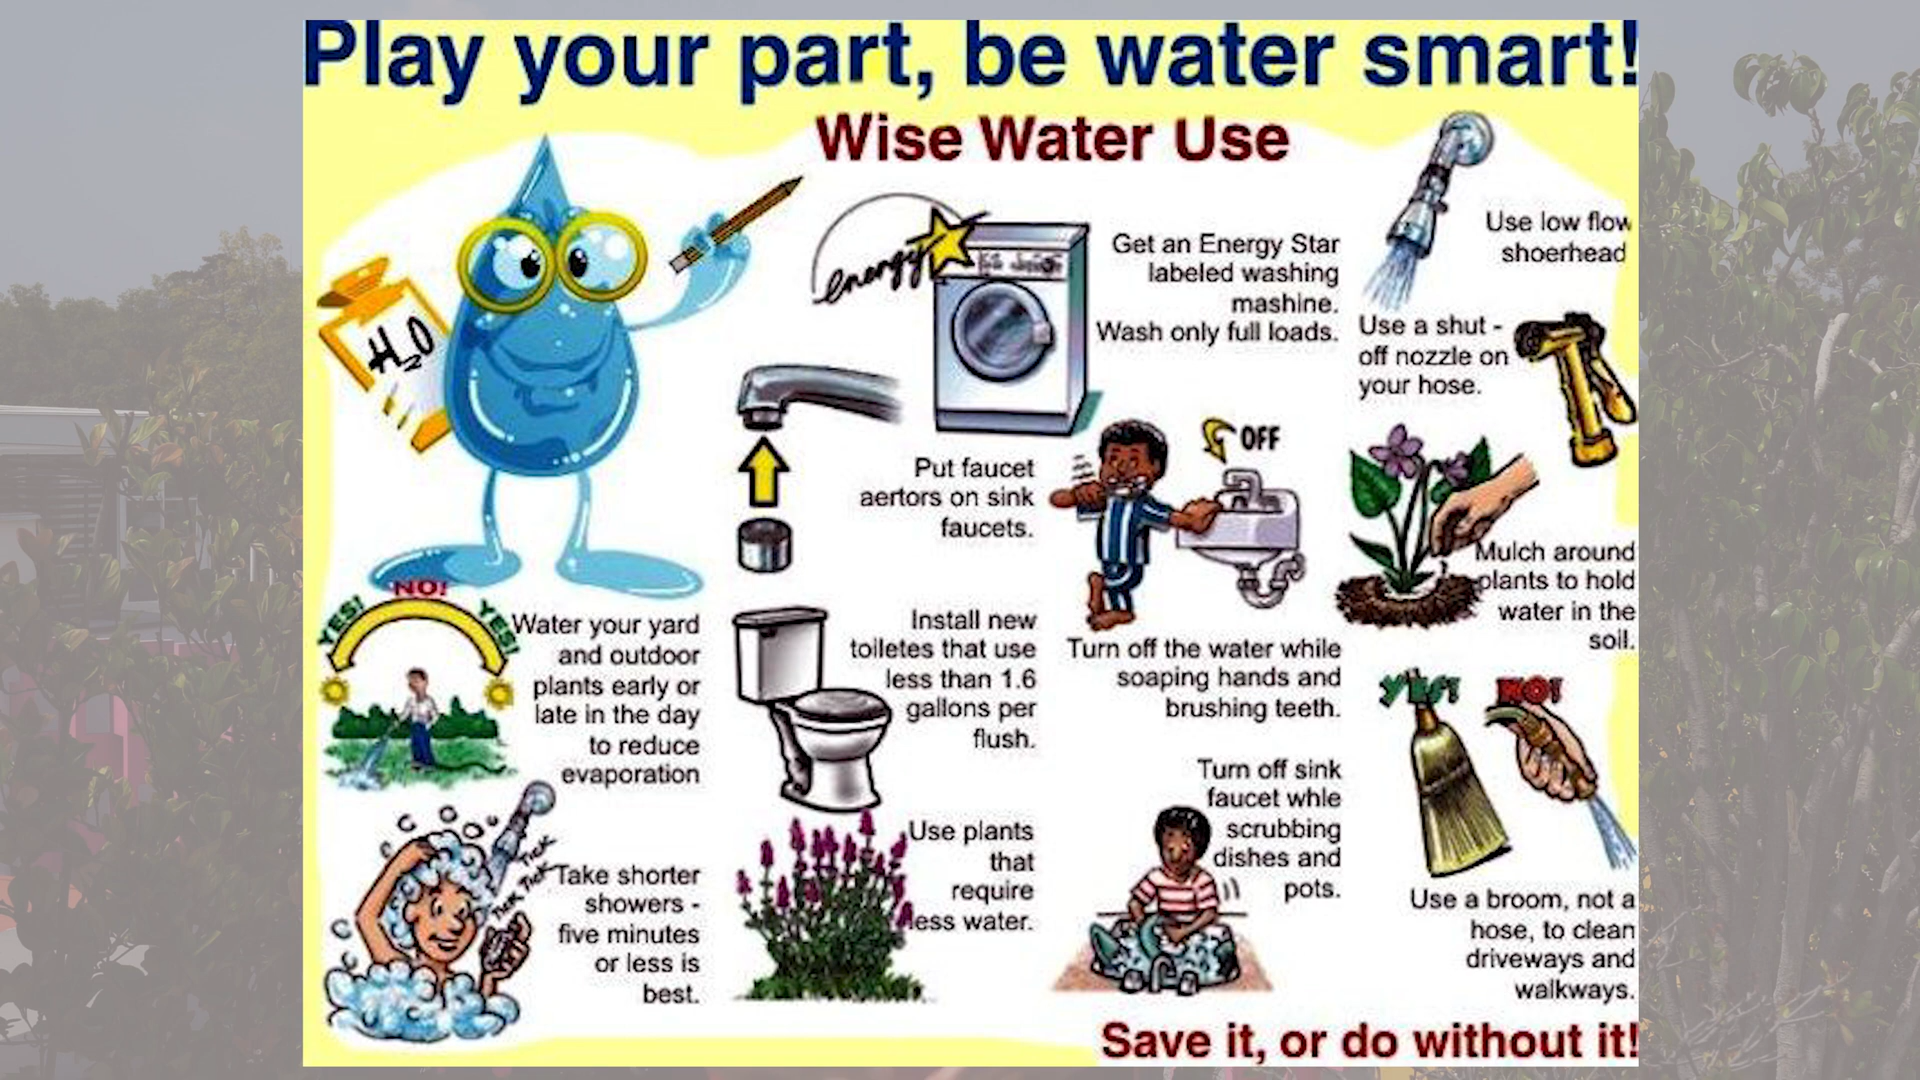 Play your part, be water smart!
Wise Water Use
H₂O
energy
Get an Energy Star
labeled washing
mashine.
Wash only full loads.
Use low flow
shoerhead
Use a shut -
off nozzle on
your hose.
Put faucet
aertors on sink
faucets.
OFF
Turn off the water while
soaping hands and
brushing teeth.
Mulch around
plants to hold
water in the
soil.
YES! NO! YES!
Water your yard
and outdoor
plants early or
late in the day
to reduce
evaporation
Install new
toiletes that use
less than 1.6
gallons per
flush.
YES! NO!
Use a broom, not a
hose, to clean
driveways and
walkways.
Tick Tick Tick
Take shorter
showers -
five minutes
or less is
best.
Use plants
that
require
less water.
Turn off sink
faucet whle
scrubbing
dishes and
pots.
Save it, or do without it!